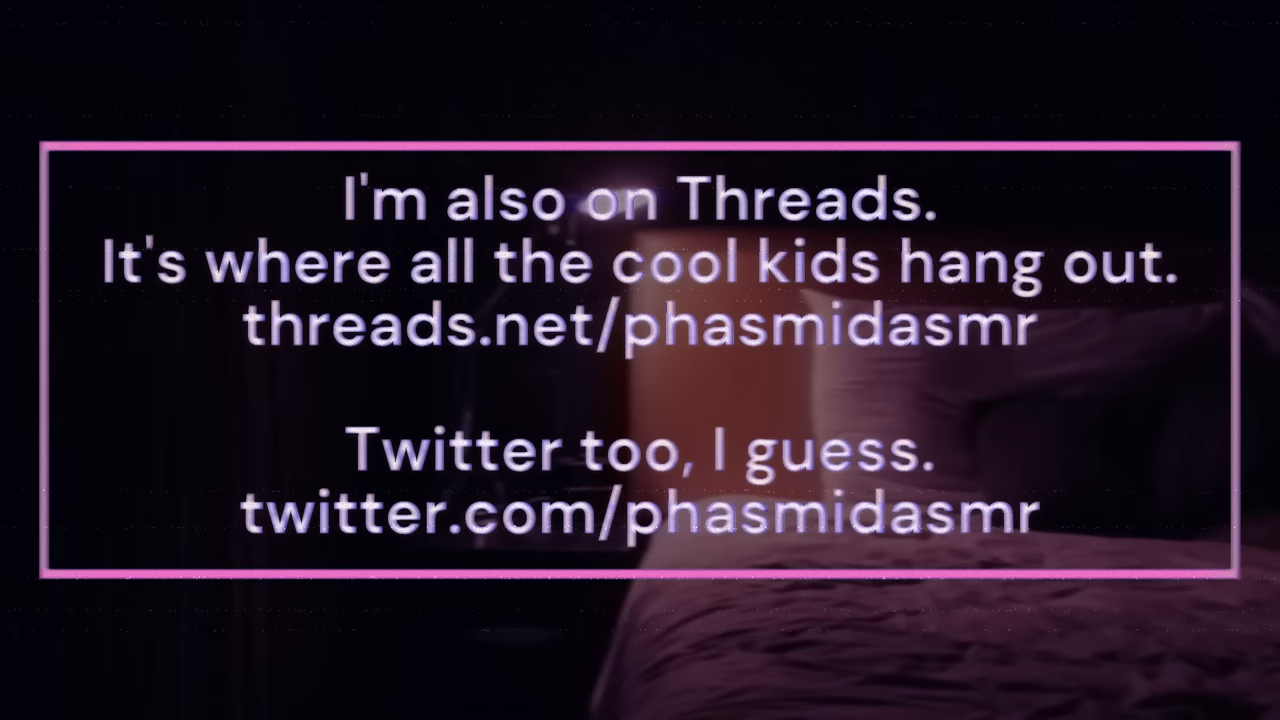 I'm also on Threads.
It's where all the cool kids hang out.
threads.net/phasmidasmr
Twitter too, I guess.
twitter.com/phasmidasmr